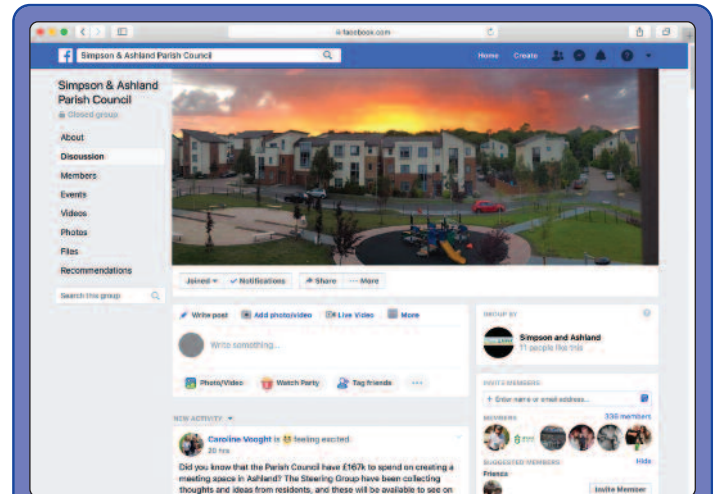 facebook.com
Simpson & Ashland Parish Council
Home Create
Simpson & Ashland
Parish Council
Closed group
About
Discussion
Members
Events
Videos
Photos
Files
Recommendations
Search this group
Joined Notifications Share More
Write post Add photo/video Live Video More
Write something...
Photo/Video Watch Party Tag friends
GROUP BY
Simpson and Ashland
11 people like this
INVITE MEMBERS
+ Enter name or email address...
MEMBERS 336 members
SUGGESTED MEMBERS Hide
Friends
Invite Member
NEW ACTIVITY
Caroline Vooght is feeling excited.
20 hrs
Did you know that the Parish Council have £167k to spend on creating a
meeting space in Ashland? The Steering Group have been collecting
thoughts and ideas from residents, and these will be available to see on